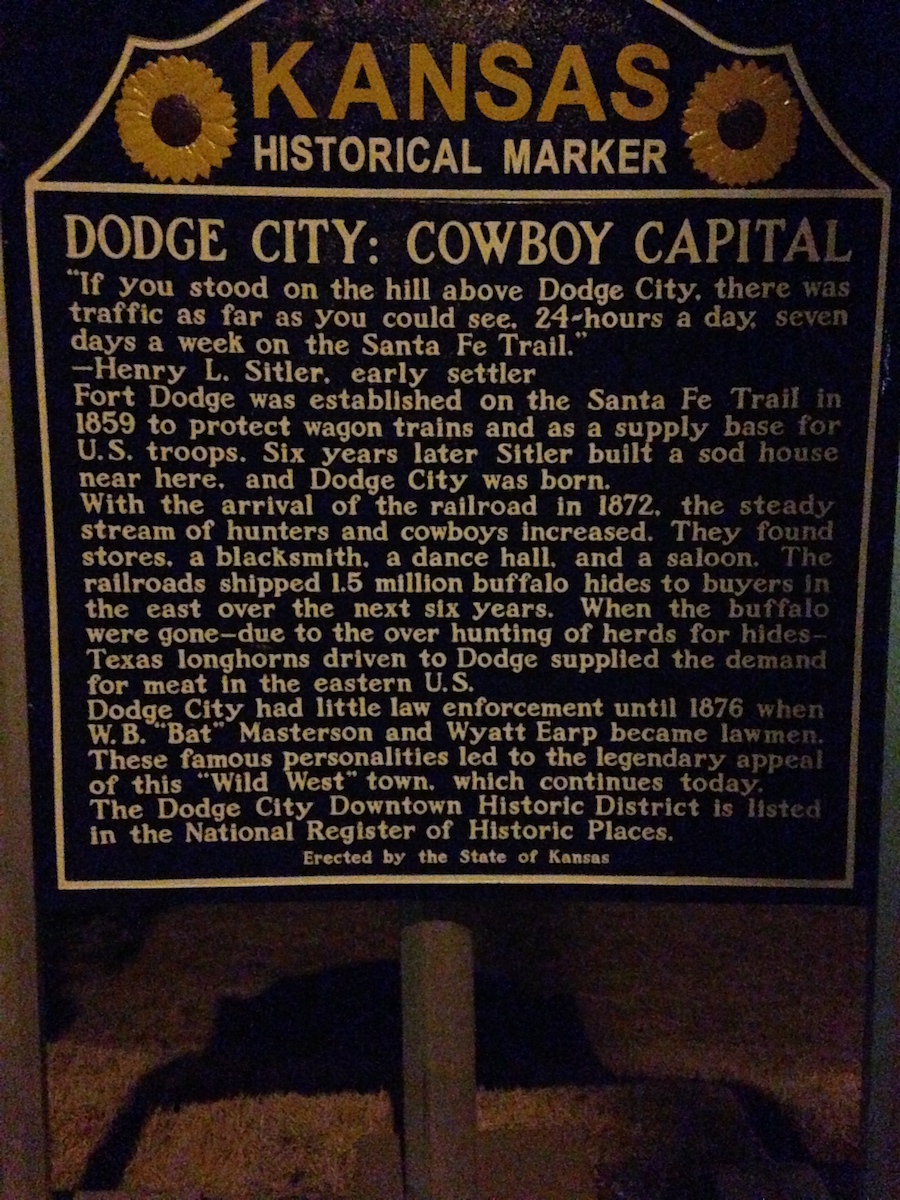 KANSAS
HISTORICAL MARKER
DODGE CITY: COWBOY CAPITAL
"If you stood on the hill above Dodge City, there was
traffic as far as you could see, 24-hours a day, seven
days a week on the Santa Fe Trail."
—Henry L. Sitler, early settler
Fort Dodge was established on the Santa Fe Trail in
1859 to protect wagon trains and as a supply base for
U.S. troops. Six years later Sitler built a sod house
near here, and Dodge City was born.
With the arrival of the railroad in 1872, the steady
stream of hunters and cowboys increased. They found
stores, a blacksmith, a dance hall, and a saloon. The
railroads shipped 1.5 million buffalo hides to buyers in
the east over the next six years. When the buffalo
were gone—due to the over hunting of herds for hides—
Texas longhorns driven to Dodge supplied the demand
for meat in the eastern U.S.
Dodge City had little law enforcement until 1876 when
W.B. "Bat" Masterson and Wyatt Earp became lawmen.
These famous personalities led to the legendary appeal
of this "Wild West" town, which continues today.
The Dodge City Downtown Historic District is listed
in the National Register of Historic Places.
Erected by the State of Kansas